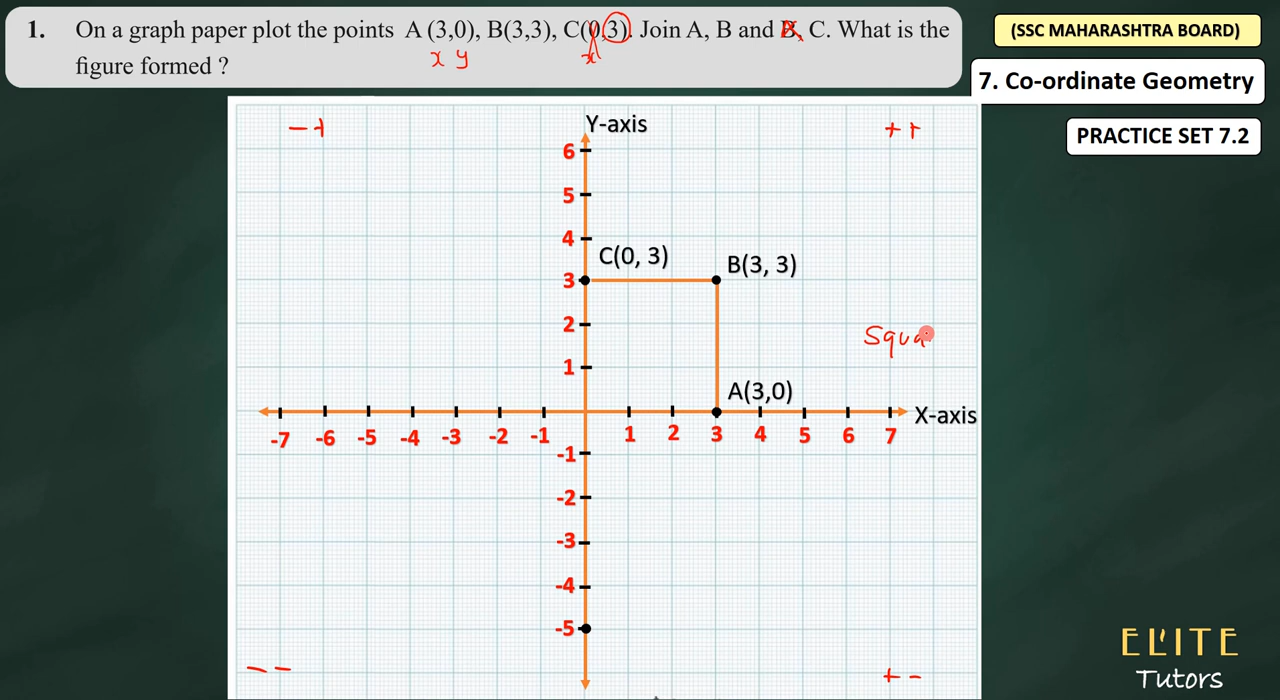 1. On a graph paper plot the points A (3,0), B(3,3), C(0,3). Join A, B and B, C. What is the
figure formed ?
x y
x
(SSC MAHARASHTRA BOARD)
7. Co-ordinate Geometry
PRACTICE SET 7.2
- +
Y-axis
+ +
6
5
4
C(0, 3)
B(3, 3)
3
2
Squa
1
A(3,0)
X-axis
-7 -6 -5 -4 -3 -2 -1 1 2 3 4 5 6 7
-1
-2
-3
-4
-5
- -
+ -
ELITE
Tutors